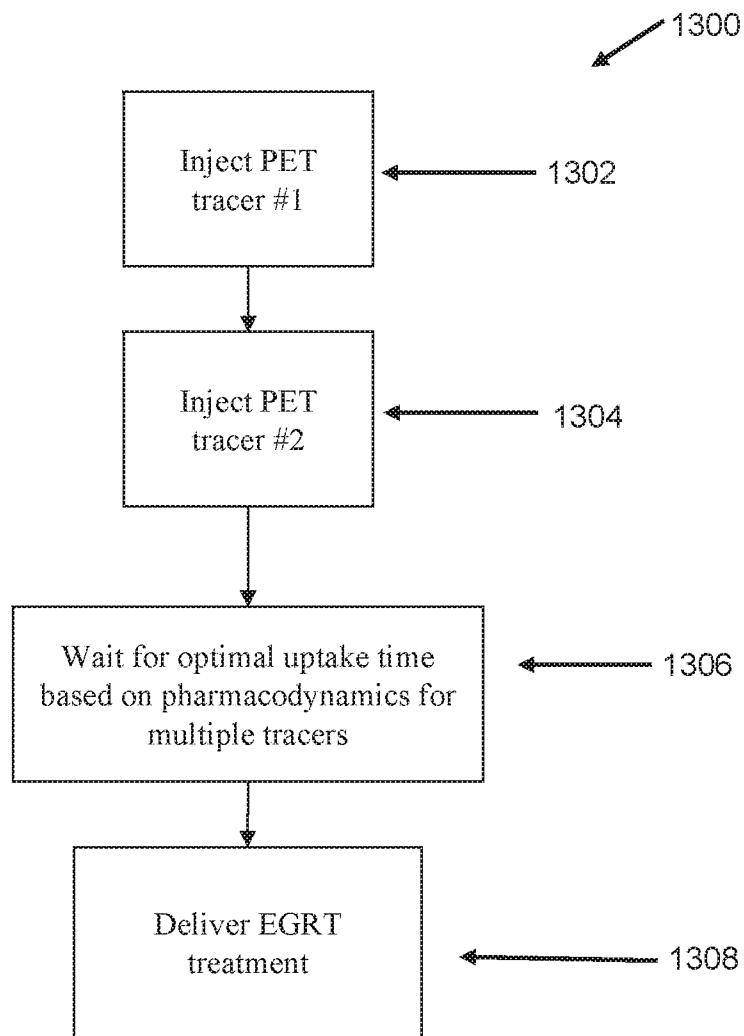 1300
Inject PET
tracer #1
1302
Inject PET
tracer #2
1304
Wait for optimal uptake time
based on pharmacodynamics for
multiple tracers
1306
Deliver EGRT
treatment
1308